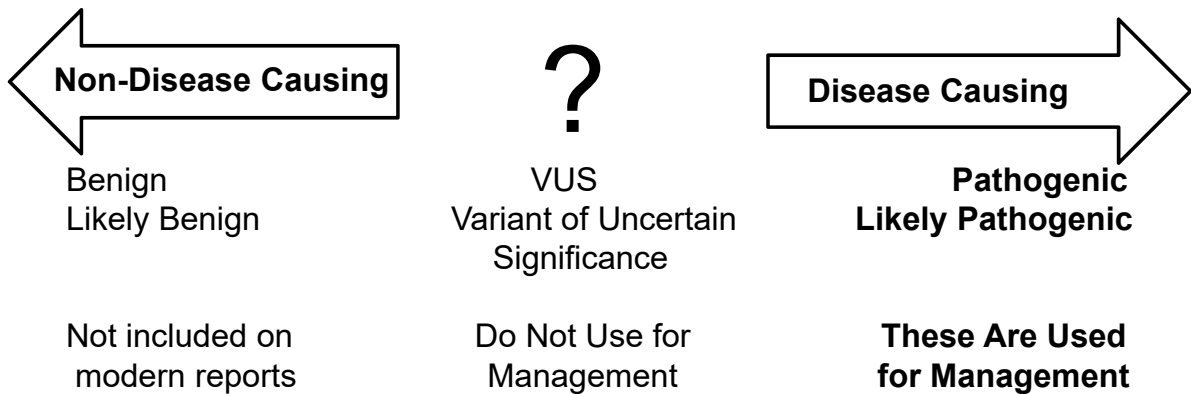 Non-Disease Causing
?
Disease Causing
Benign
Likely Benign
VUS
Variant of Uncertain
Significance
Pathogenic
Likely Pathogenic
Not included on
modern reports
Do Not Use for
Management
These Are Used
for Management